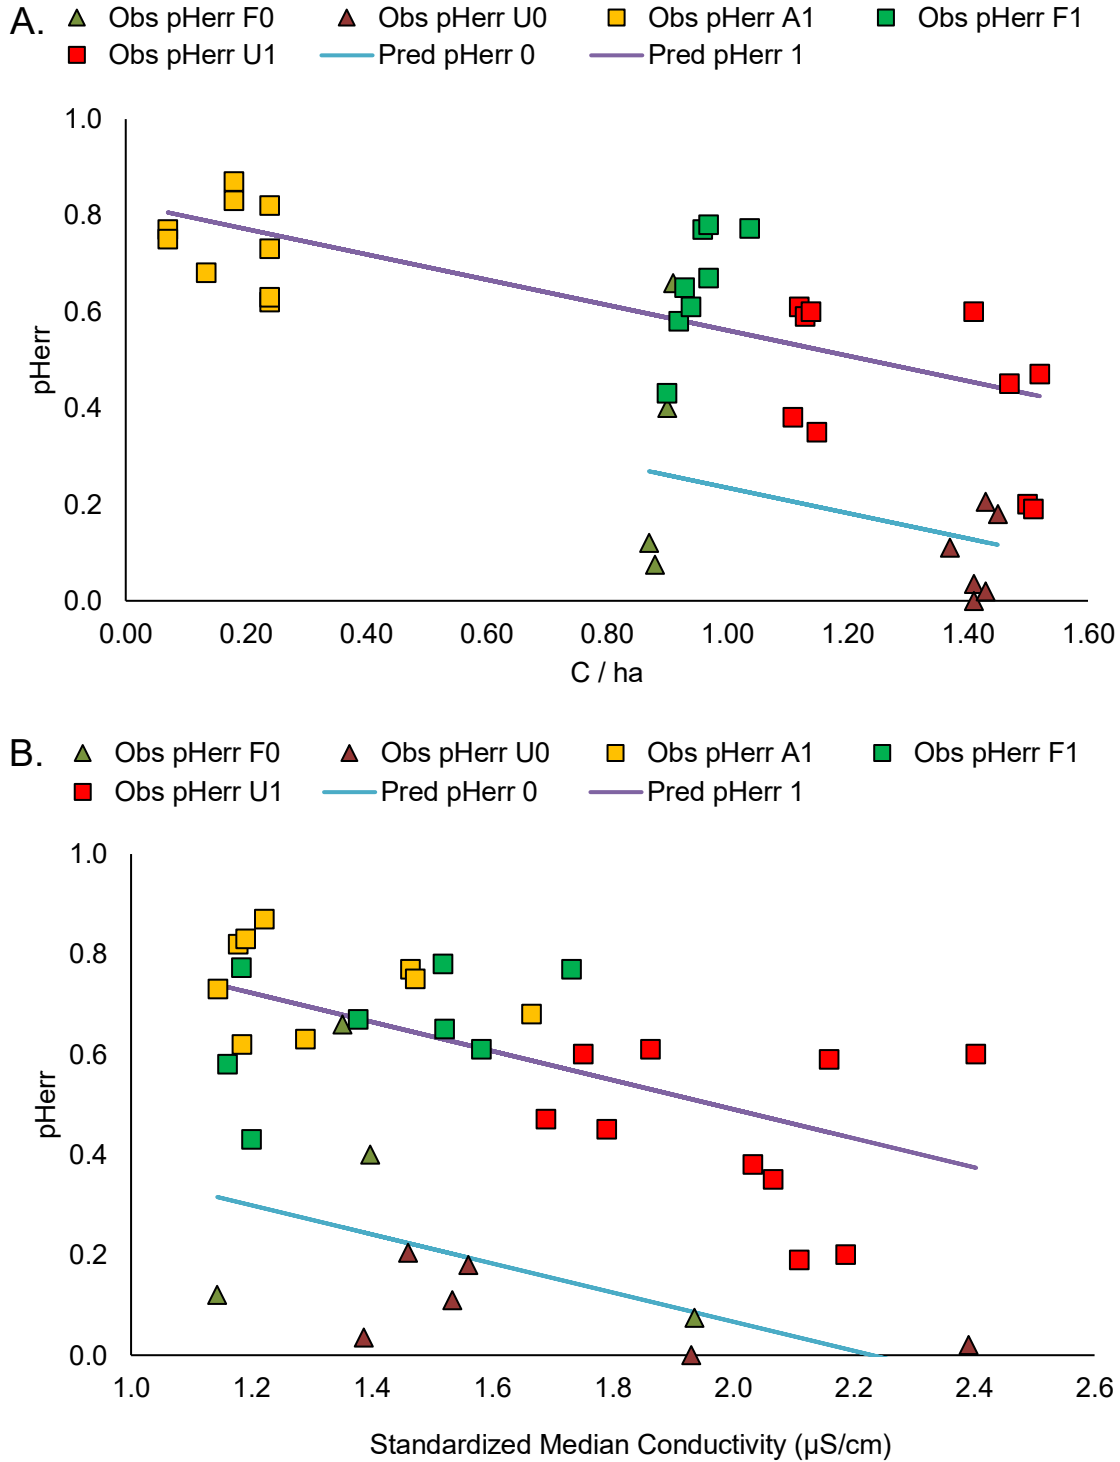 A.
Obs pHerr F0 Obs pHerr U0 Obs pHerr A1 Obs pHerr F1
Obs pHerr U1 Pred pHerr 0 Pred pHerr 1
1.0
0.8
0.6
0.4
0.2
0.0
pHerr
0.00 0.20 0.40 0.60 0.80 1.00 1.20 1.40 1.60
C / ha
B.
Obs pHerr F0 Obs pHerr U0 Obs pHerr A1 Obs pHerr F1
Obs pHerr U1 Pred pHerr 0 Pred pHerr 1
1.0
0.8
0.6
0.4
0.2
0.0
pHerr
1.0 1.2 1.4 1.6 1.8 2.0 2.2 2.4 2.6
Standardized Median Conductivity (µS/cm)